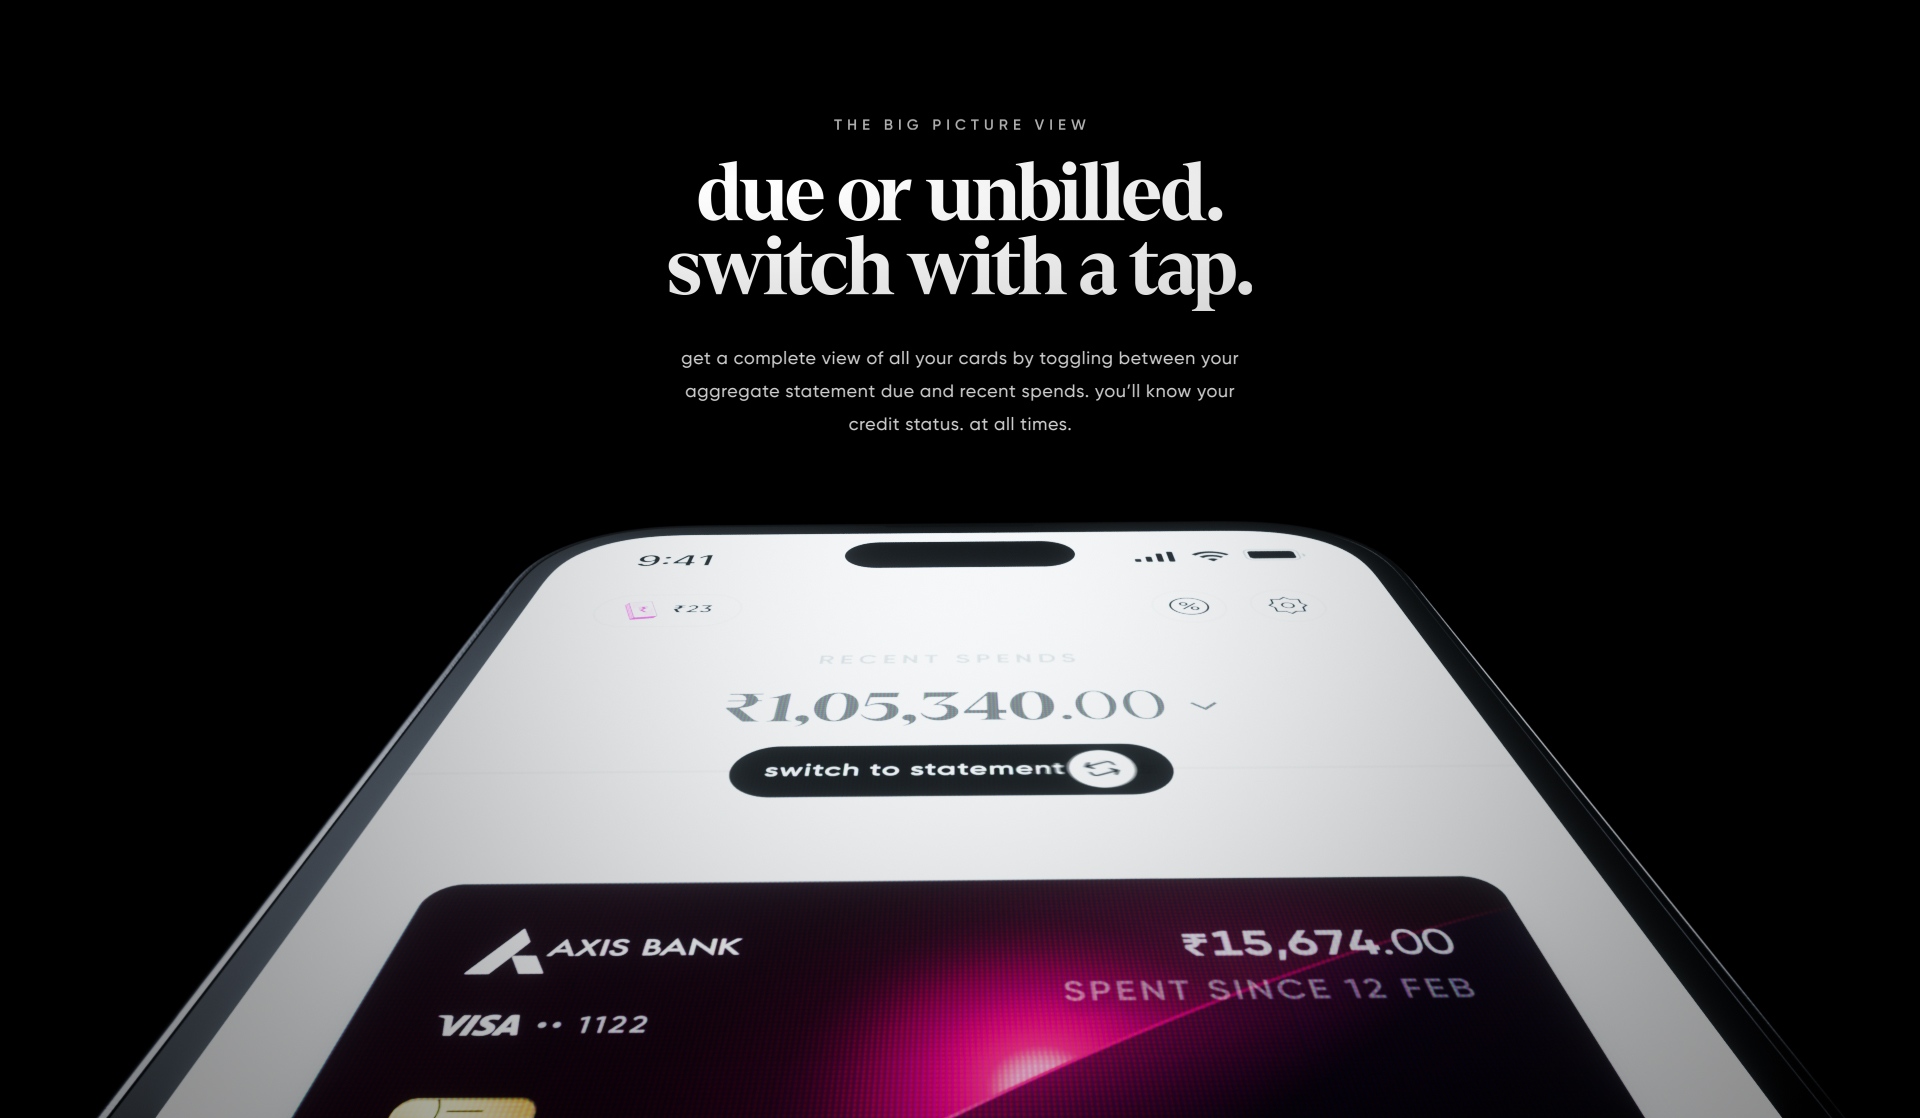 THE BIG PICTURE VIEW
due or unbilled.
switch with a tap.
get a complete view of all your cards by toggling between your
aggregate statement due and recent spends. you’ll know your
credit status. at all times.
9:41
₹23
%
RECENT SPENDS
₹1,05,340.00
switch to statement
AXIS BANK
₹15,674.00
SPENT SINCE 12 FEB
VISA •• 1122